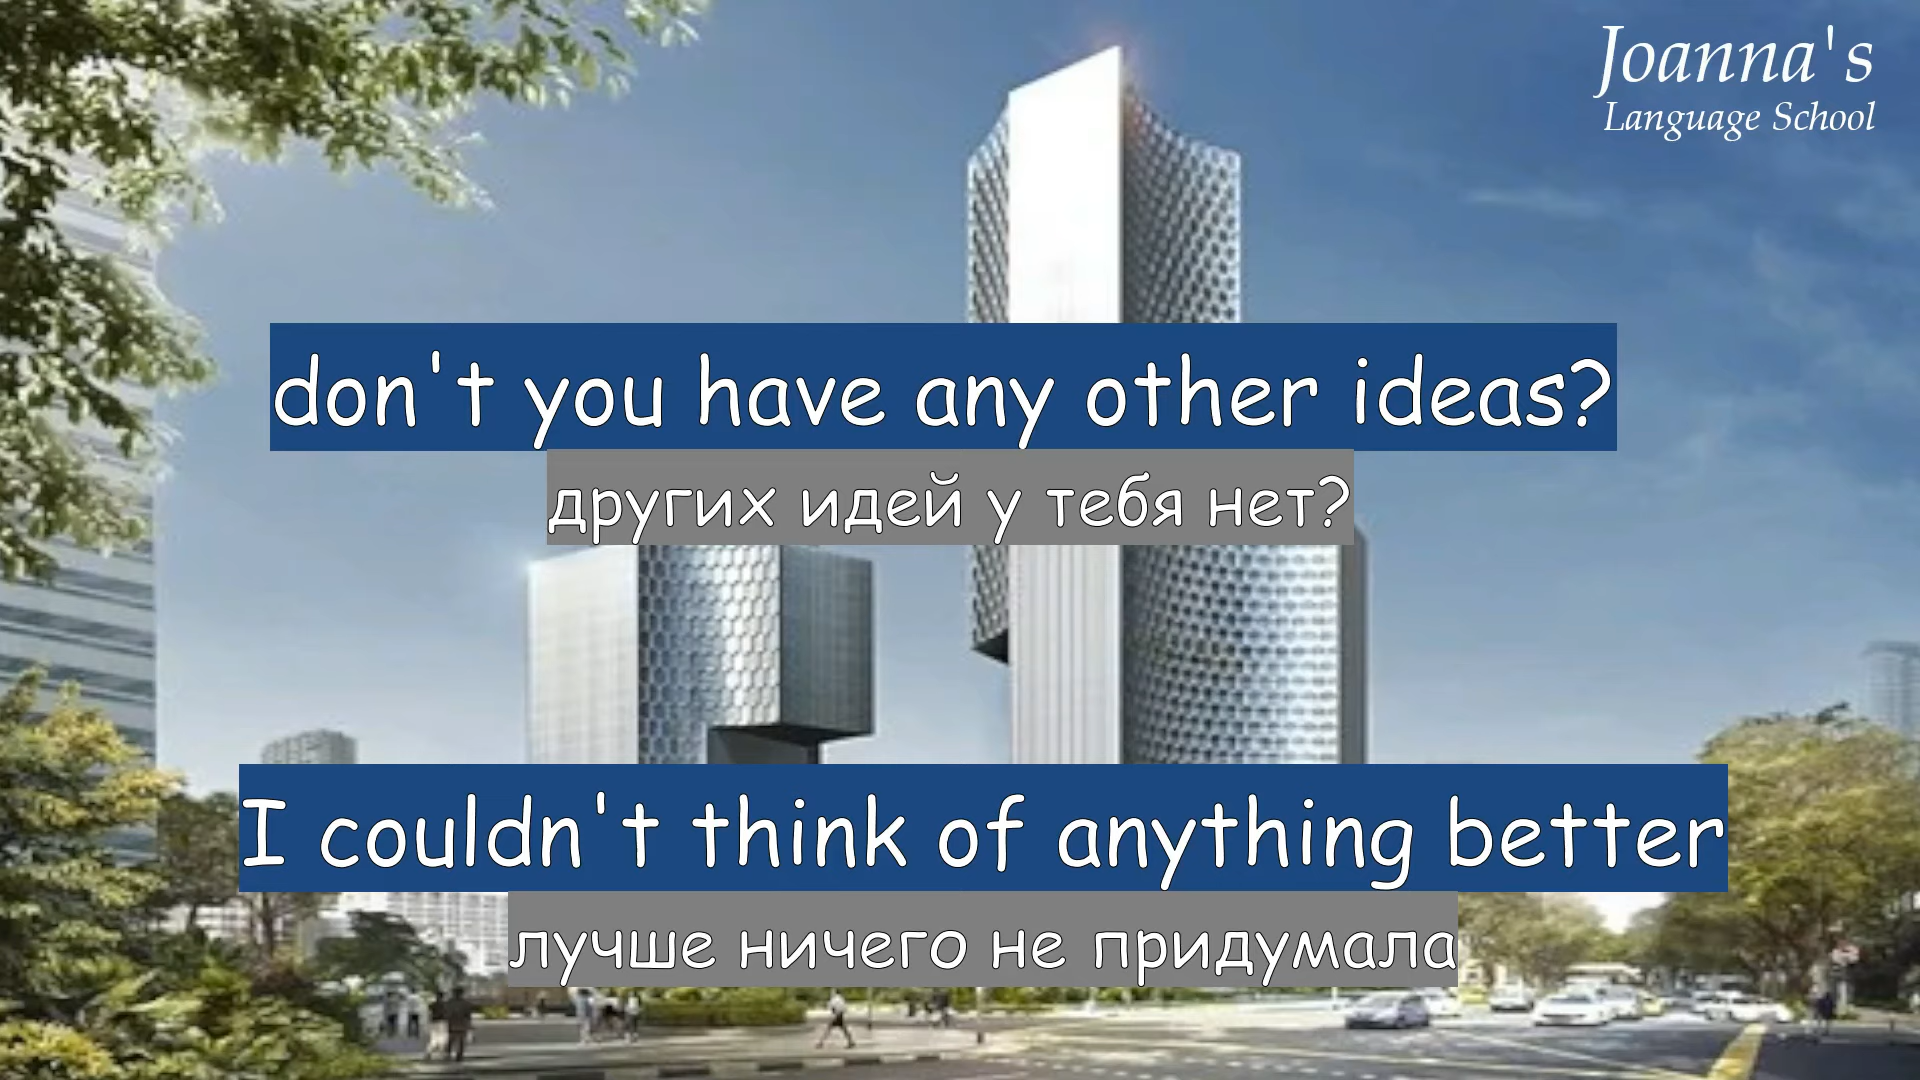 Joanna's
Language School
don't you have any other ideas?
других идей у тебя нет?
I couldn't think of anything better
лучше ничего не придумала